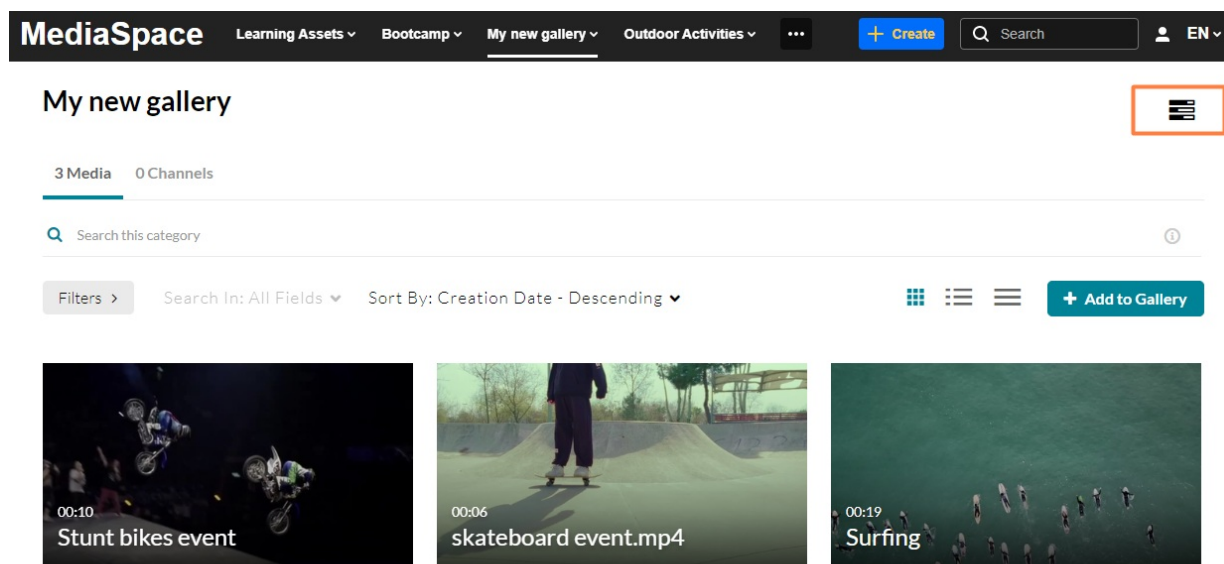 MediaSpace Learning Assets Bootcamp My new gallery Outdoor Activities ••• + Create Search EN
My new gallery
3 Media 0 Channels
Search this category
Filters > Search In: All Fields Sort By: Creation Date - Descending + Add to Gallery
00:10 00:06 00:19
Stunt bikes event skateboard event.mp4 Surfing